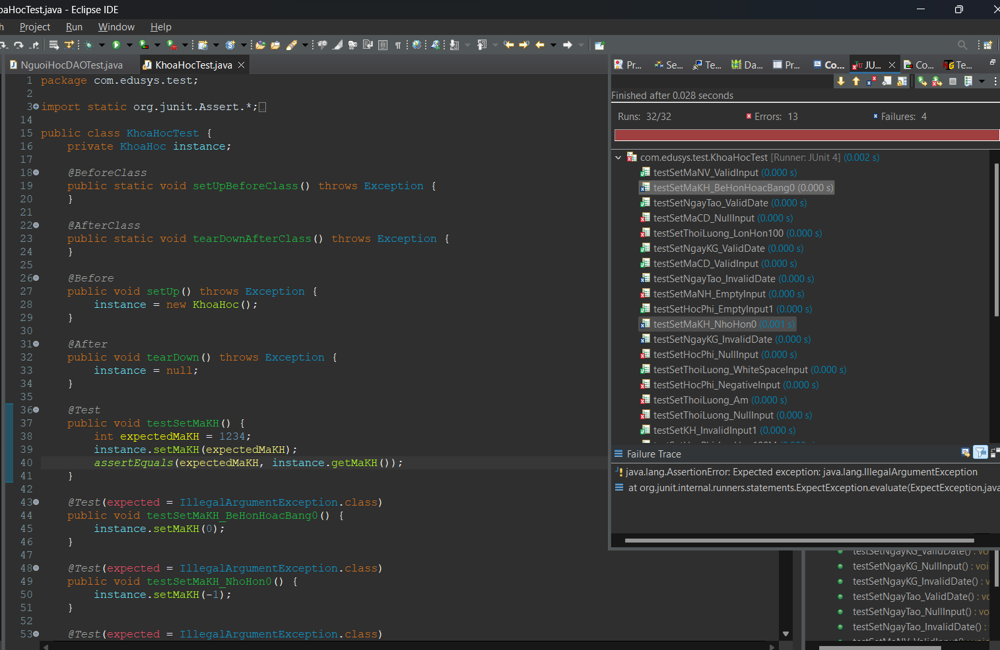 oaHocTest.java - Eclipse IDE
h Project Run Window Help
NguoiHocDAOTest.java KhoaHocTest.java
1 package com.edusys.test;
2
3 import static org.junit.Assert.*;
14
15 public class KhoaHocTest {
16 private KhoaHoc instance;
17
18 @BeforeClass
19 public static void setUpBeforeClass() throws Exception {
20 }
21
22 @AfterClass
23 public static void tearDownAfterClass() throws Exception {
24 }
25
26 @Before
27 public void setUp() throws Exception {
28 instance = new KhoaHoc();
29 }
30
31 @After
32 public void tearDown() throws Exception {
33 instance = null;
34 }
35
36 @Test
37 public void testSetMaKH() {
38 int expectedMaKH = 1234;
39 instance.setMaKH(expectedMaKH);
40 assertEquals(expectedMaKH, instance.getMaKH());
41 }
42
43 @Test(expected = IllegalArgumentException.class)
44 public void testSetMaKH_BeHonHoacBang0() {
45 instance.setMaKH(0);
46 }
47
48 @Test(expected = IllegalArgumentException.class)
49 public void testSetMaKH_NhoHon0() {
50 instance.setMaKH(-1);
51 }
52
53 @Test(expected = IllegalArgumentException.class)
Pr... Se... Te... Da... Pr... Co... JU... Co... Te...
Finished after 0.028 seconds
Runs: 32/32 Errors: 13 Failures: 4
com.edusys.test.KhoaHocTest [Runner: JUnit 4] (0.002 s)
testSetMaNV_ValidInput (0.000 s)
testSetMaKH_BeHonHoacBang0 (0.000 s)
testSetNgayTao_ValidDate (0.000 s)
testSetMaCD_NullInput (0.000 s)
testSetThoiLuong_LonHon100 (0.000 s)
testSetNgayKG_ValidDate (0.000 s)
testSetMaCD_ValidInput (0.000 s)
testSetNgayTao_InvalidDate (0.000 s)
testSetMaNH_EmptyInput (0.000 s)
testSetHocPhi_EmptyInput1 (0.000 s)
testSetMaKH_NhoHon0 (0.001 s)
testSetNgayKG_InvalidDate (0.000 s)
testSetHocPhi_NullInput (0.000 s)
testSetThoiLuong_WhiteSpaceInput (0.000 s)
testSetHocPhi_NegativeInput (0.000 s)
testSetThoiLuong_Am (0.000 s)
testSetThoiLuong_NullInput (0.000 s)
testSetKH_InvalidInput1 (0.000 s)
Failure Trace
java.lang.AssertionError: Expected exception: java.lang.IllegalArgumentException
at org.junit.internal.runners.statements.ExpectException.evaluate(ExpectException.java
testSetNgayKG_ValidDate() : vo
testSetNgayKG_NullInput() : voi
testSetNgayKG_InvalidDate() : v
testSetNgayTao_ValidDate() : vo
testSetNgayTao_NullInput() : vo
testSetNgayTao_InvalidDate() :